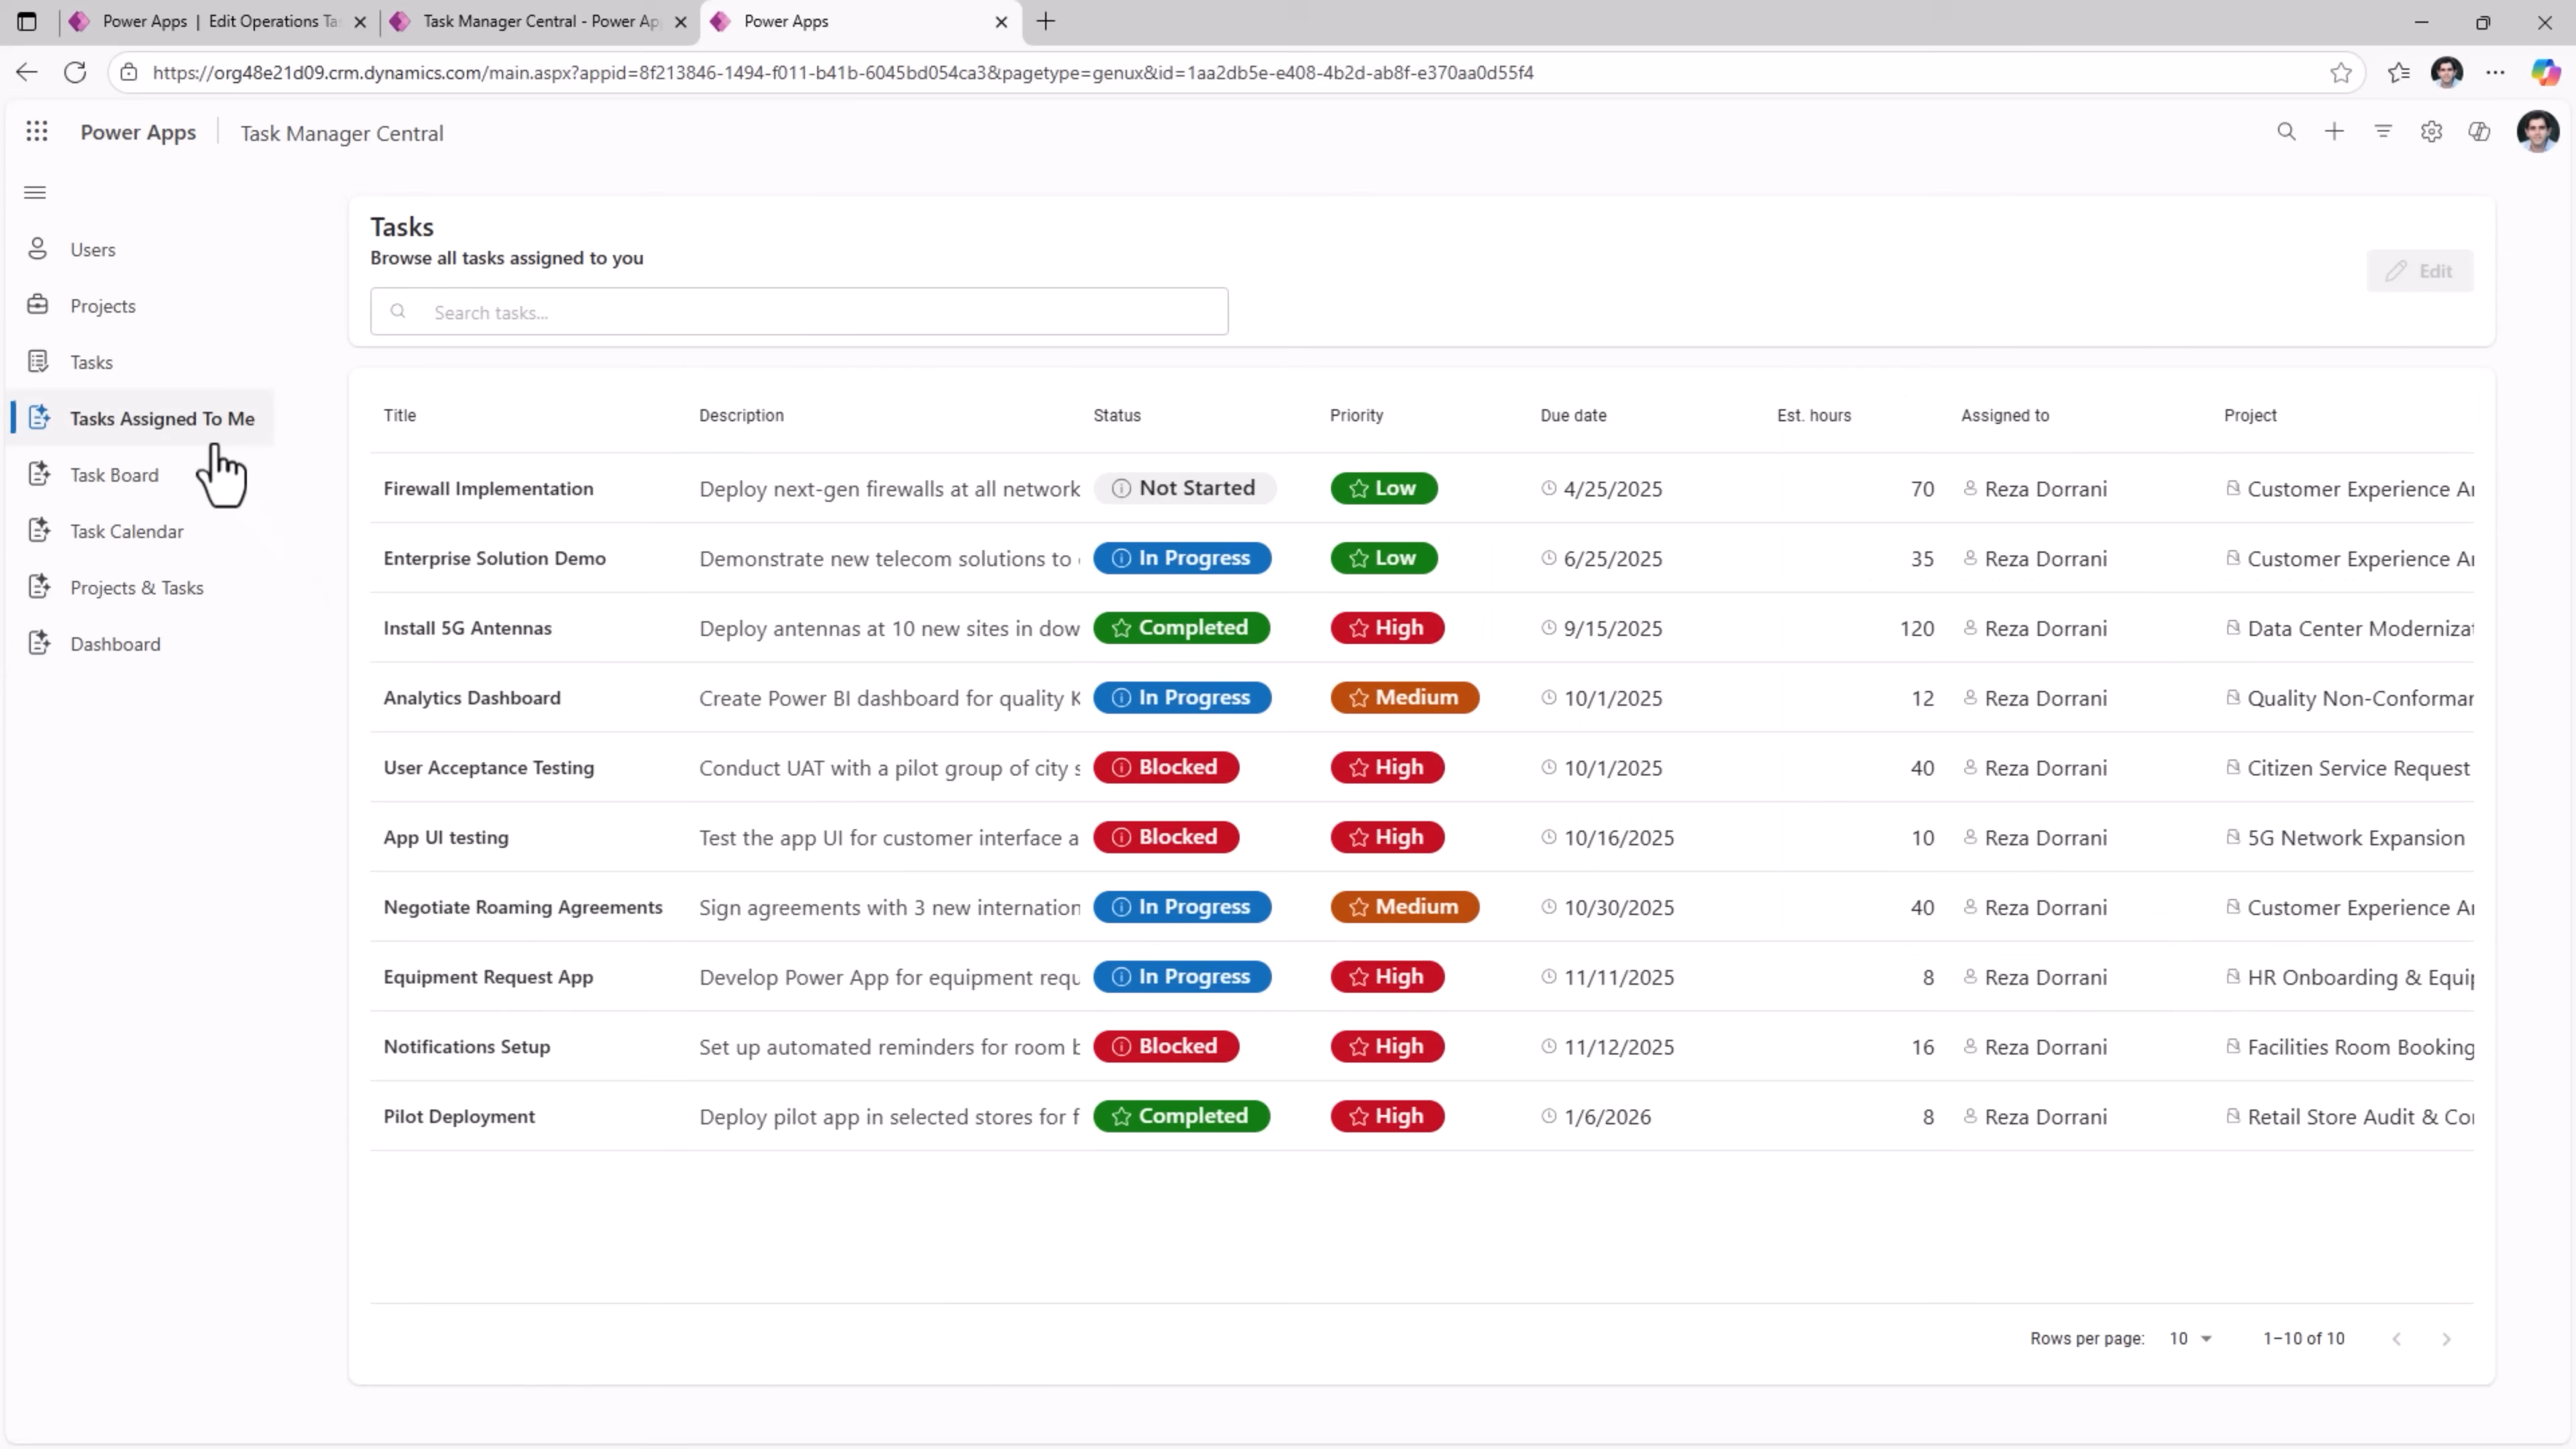 Power Apps | Edit Operations Ta
Task Manager Central - Power Ap
Power Apps
https://org48e21d09.crm.dynamics.com/main.aspx?appid=8f213846-1494-f011-b41b-6045bd054ca3&pagetype=genux&id=1aa2db5e-e408-4b2d-ab8f-e370aa0d55f4
Power Apps
Task Manager Central
Users
Projects
Tasks
Tasks Assigned To Me
Task Board
Task Calendar
Projects & Tasks
Dashboard
Tasks
Browse all tasks assigned to you
Edit
Search tasks...
Title Description Status Priority Due date Est. hours Assigned to Project
Firewall Implementation Deploy next-gen firewalls at all network Not Started Low 4/25/2025 70 Reza Dorrani Customer Experience
Enterprise Solution Demo Demonstrate new telecom solutions to In Progress Low 6/25/2025 35 Reza Dorrani Customer Experience
Install 5G Antennas Deploy antennas at 10 new sites in dow Completed High 9/15/2025 120 Reza Dorrani Data Center Modernizat
Analytics Dashboard Create Power BI dashboard for quality K In Progress Medium 10/1/2025 12 Reza Dorrani Quality Non-Conformar
User Acceptance Testing Conduct UAT with a pilot group of city s Blocked High 10/1/2025 40 Reza Dorrani Citizen Service Request
App UI testing Test the app UI for customer interface a Blocked High 10/16/2025 10 Reza Dorrani 5G Network Expansion
Negotiate Roaming Agreements Sign agreements with 3 new internation In Progress Medium 10/30/2025 40 Reza Dorrani Customer Experience
Equipment Request App Develop Power App for equipment requ In Progress High 11/11/2025 8 Reza Dorrani HR Onboarding & Equip
Notifications Setup Set up automated reminders for room b Blocked High 11/12/2025 16 Reza Dorrani Facilities Room Booking
Pilot Deployment Deploy pilot app in selected stores for f Completed High 1/6/2026 8 Reza Dorrani Retail Store Audit & Co
Rows per page: 10 1–10 of 10